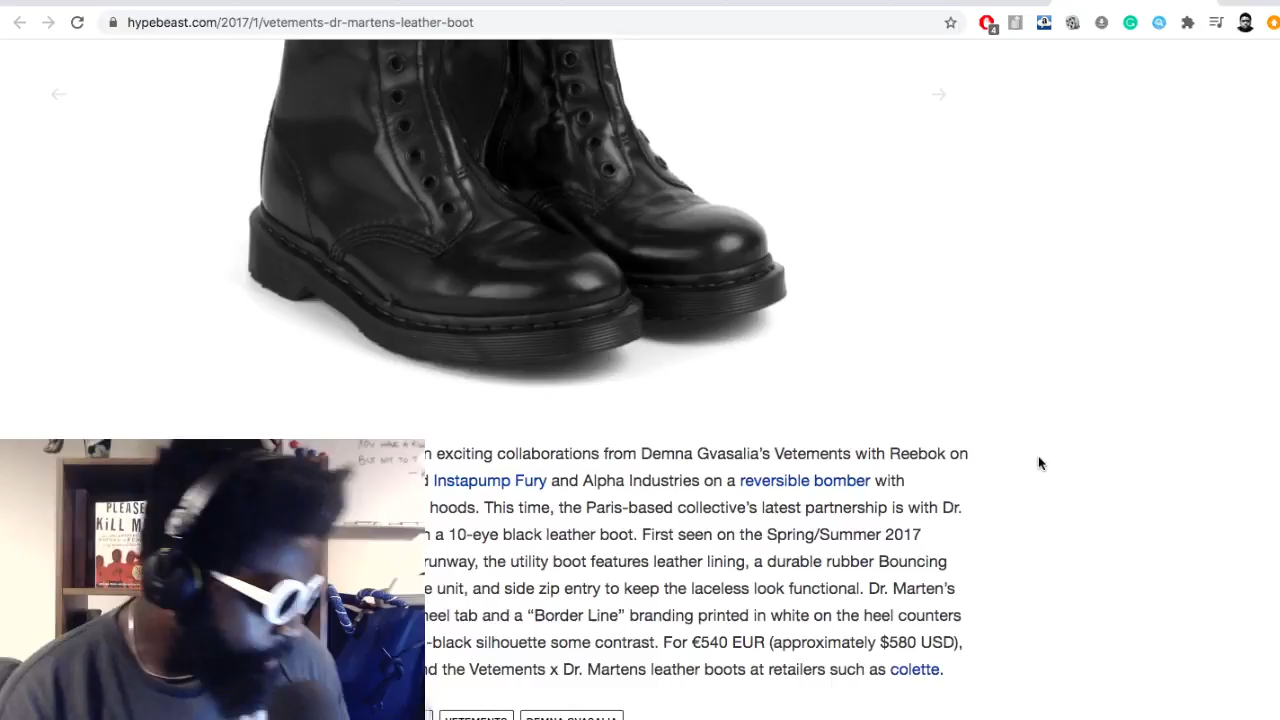 hypebeast.com/2017/1/vetements-dr-martens-leather-boot
4
n exciting collaborations from Demna Gvasalia's Vetements with Reebok on
d Instapump Fury and Alpha Industries on a reversible bomber with
hoods. This time, the Paris-based collective's latest partnership is with Dr.
n a 10-eye black leather boot. First seen on the Spring/Summer 2017
runway, the utility boot features leather lining, a durable rubber Bouncing
e unit, and side zip entry to keep the laceless look functional. Dr. Marten's
heel tab and a “Border Line” branding printed in white on the heel counters
-black silhouette some contrast. For €540 EUR (approximately $580 USD),
nd the Vetements x Dr. Martens leather boots at retailers such as colette.
VETEMENTS
DEMNA GVASALIA
PLEASE
KiLL M